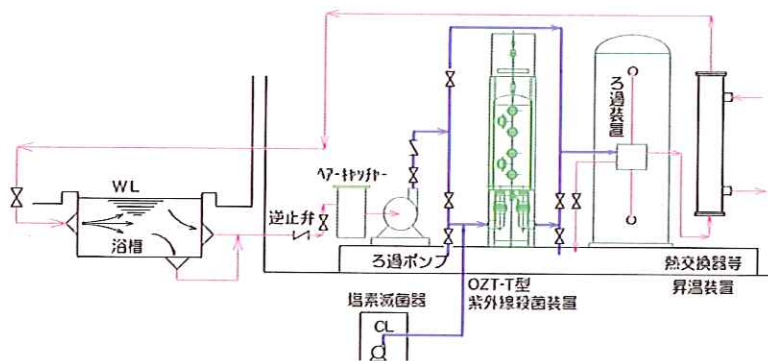 ろ過装置
ヘアーキャッチャー
WL
逆止弁
浴槽
ろ過ポンプ
熱交換器等
昇温装置
OZT-T型
紫外線殺菌装置
塩素滅菌器
CL